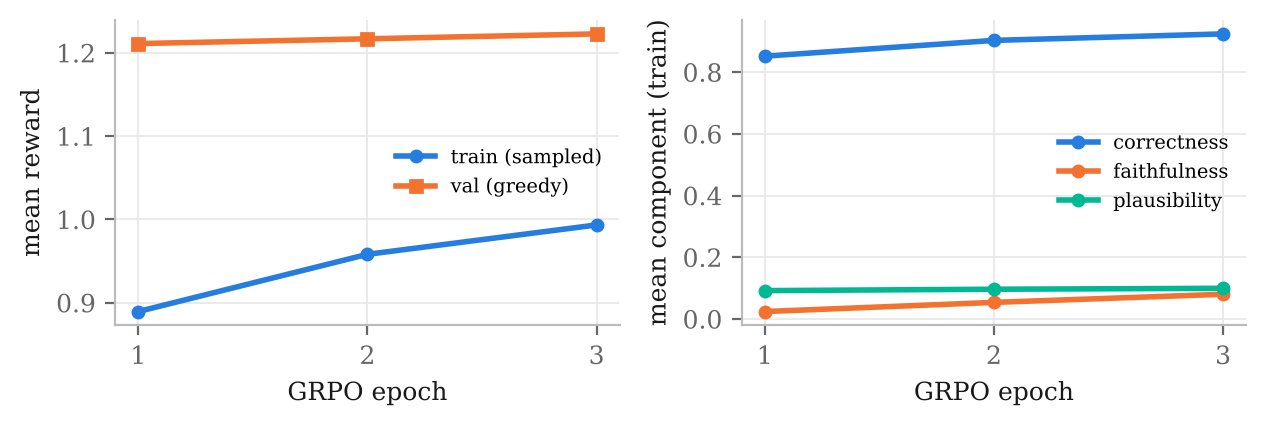 mean reward
1.2
1.1
1.0
0.9
train (sampled)
val (greedy)
1 2 3
GRPO epoch
mean component (train)
0.8
0.6
0.4
0.2
0.0
correctness
faithfulness
plausibility
1 2 3
GRPO epoch